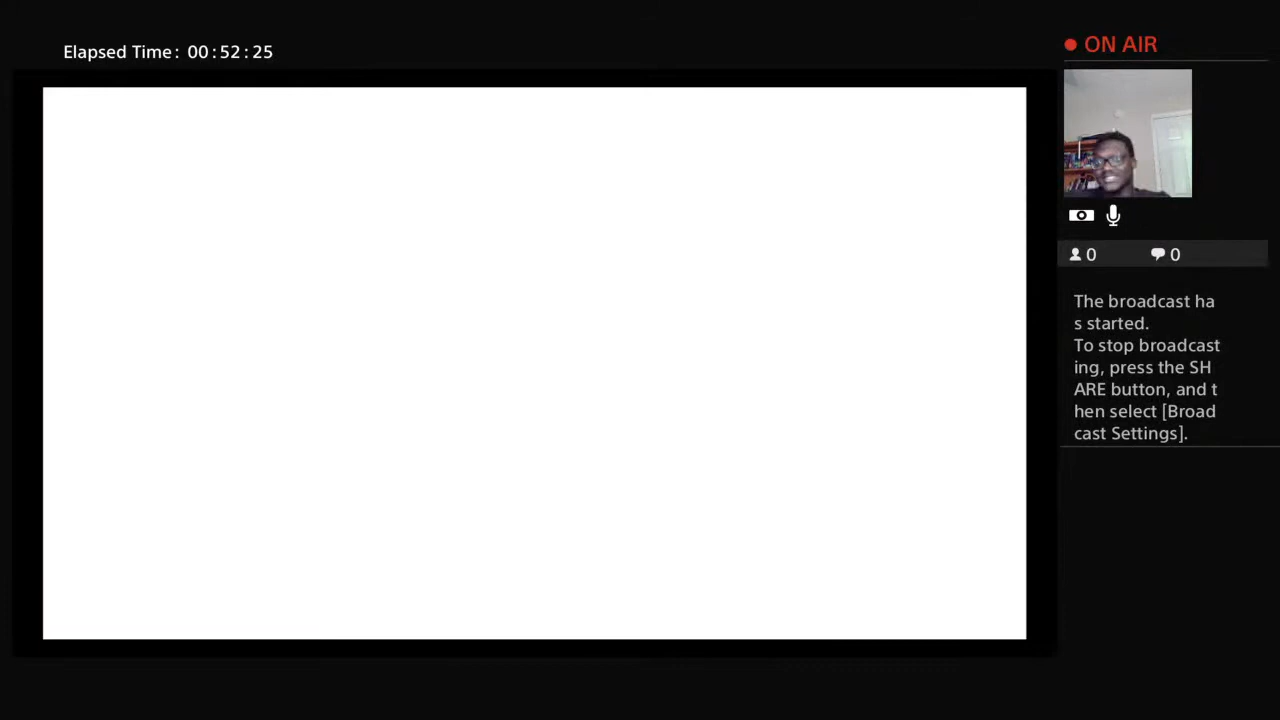 Elapsed Time: 00:52:25
ON AIR
0 0
The broadcast ha
s started.
To stop broadcast
ing, press the SH
ARE button, and t
hen select [Broad
cast Settings].